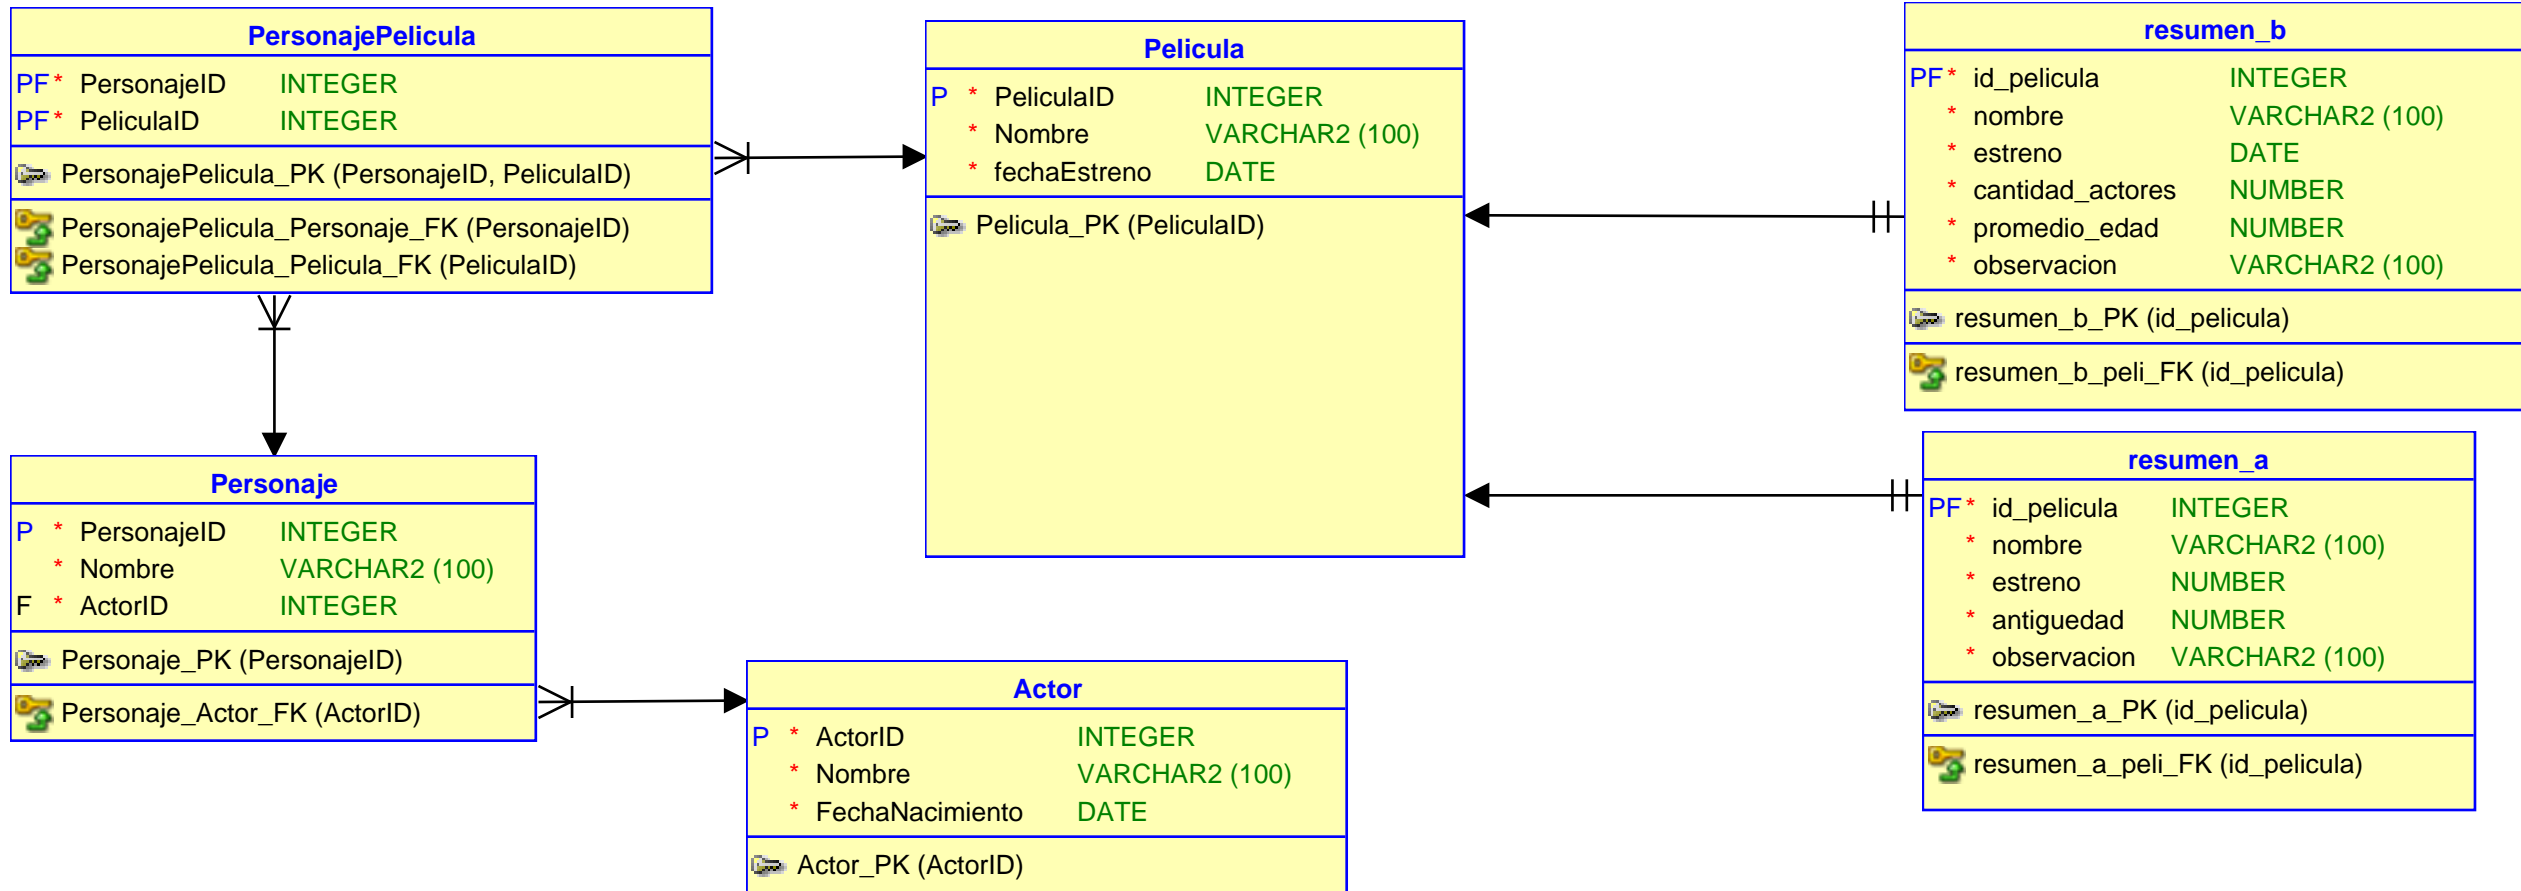 PersonajePelicula
PF * PersonajeID INTEGER
PF * PeliculaID INTEGER
PersonajePelicula_PK (PersonajeID, PeliculaID)
PersonajePelicula_Personaje_FK (PersonajeID)
PersonajePelicula_Pelicula_FK (PeliculaID)
Pelicula
P * PeliculaID INTEGER
* Nombre VARCHAR2 (100)
* fechaEstreno DATE
Pelicula_PK (PeliculaID)
resumen_b
PF * id_pelicula INTEGER
* nombre VARCHAR2 (100)
* estreno DATE
* cantidad_actores NUMBER
* promedio_edad NUMBER
* observacion VARCHAR2 (100)
resumen_b_PK (id_pelicula)
resumen_b_peli_FK (id_pelicula)
Personaje
P * PersonajeID INTEGER
* Nombre VARCHAR2 (100)
F * ActorID INTEGER
Personaje_PK (PersonajeID)
Personaje_Actor_FK (ActorID)
Actor
P * ActorID INTEGER
* Nombre VARCHAR2 (100)
* FechaNacimiento DATE
Actor_PK (ActorID)
resumen_a
PF * id_pelicula INTEGER
* nombre VARCHAR2 (100)
* estreno NUMBER
* antiguedad NUMBER
* observacion VARCHAR2 (100)
resumen_a_PK (id_pelicula)
resumen_a_peli_FK (id_pelicula)